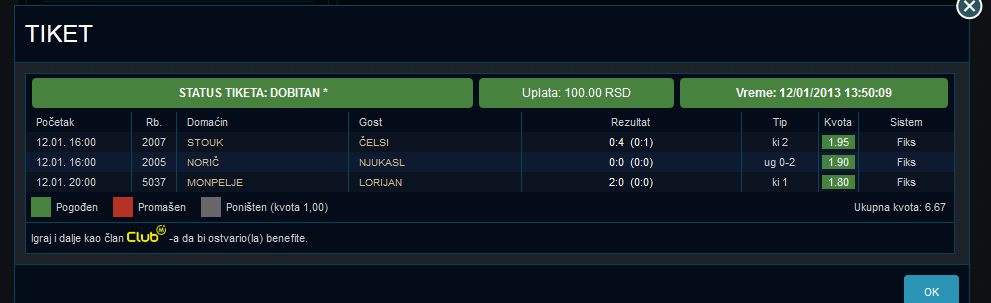 TIKET
STATUS TIKETA: DOBITAN * Uplata: 100.00 RSD Vreme: 12/01/2013 13:50:09
Početak Rb. Domaćin Gost Rezultat Tip Kvota Sistem
12.01. 16:00 2007 STOUK ČELSI 0:4 (0:1) ki 2 1.95 Fiks
12.01. 16:00 2005 NORIČ NJUKASL 0:0 (0:0) ug 0-2 1.90 Fiks
12.01. 20:00 5037 MONPELJE LORIJAN 2:0 (0:0) ki 1 1.80 Fiks
Pogođen Promašen Poništen (kvota 1,00) Ukupna kvota: 6.67
Igraj i dalje kao član Club M -a da bi ostvario(la) benefite.
OK